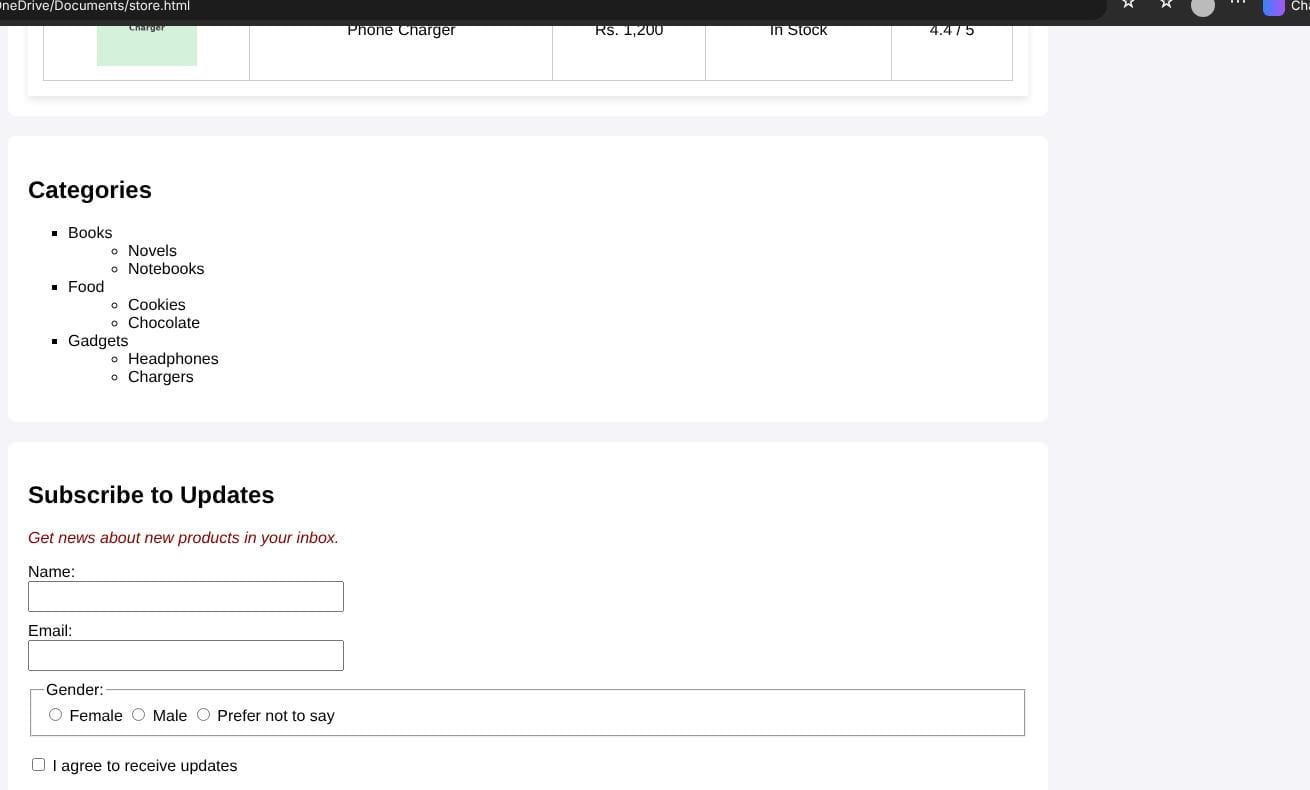 OneDrive/Documents/store.html
Cha
Charger
Phone Charger
Rs. 1,200
In Stock
4.4 / 5
Categories
Books
Novels
Notebooks
Food
Cookies
Chocolate
Gadgets
Headphones
Chargers
Subscribe to Updates
Get news about new products in your inbox.
Name:
Email:
Gender:
Female Male Prefer not to say
I agree to receive updates